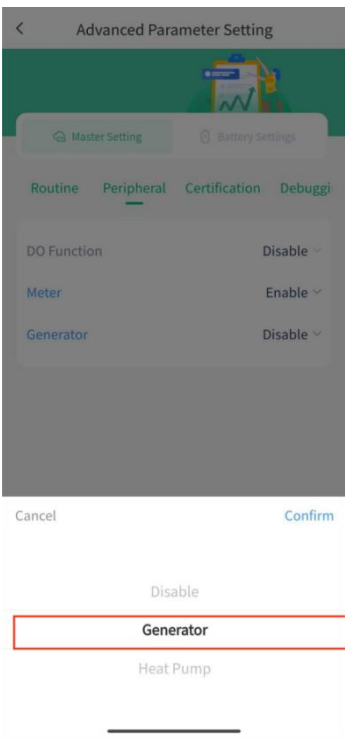 Advanced Parameter Setting
Master Setting Battery Settings
Routine Peripheral Certification Debuggi
DO Function Disable
Meter Enable
Generator Disable
Cancel Confirm
Disable
Generator
Heat Pump